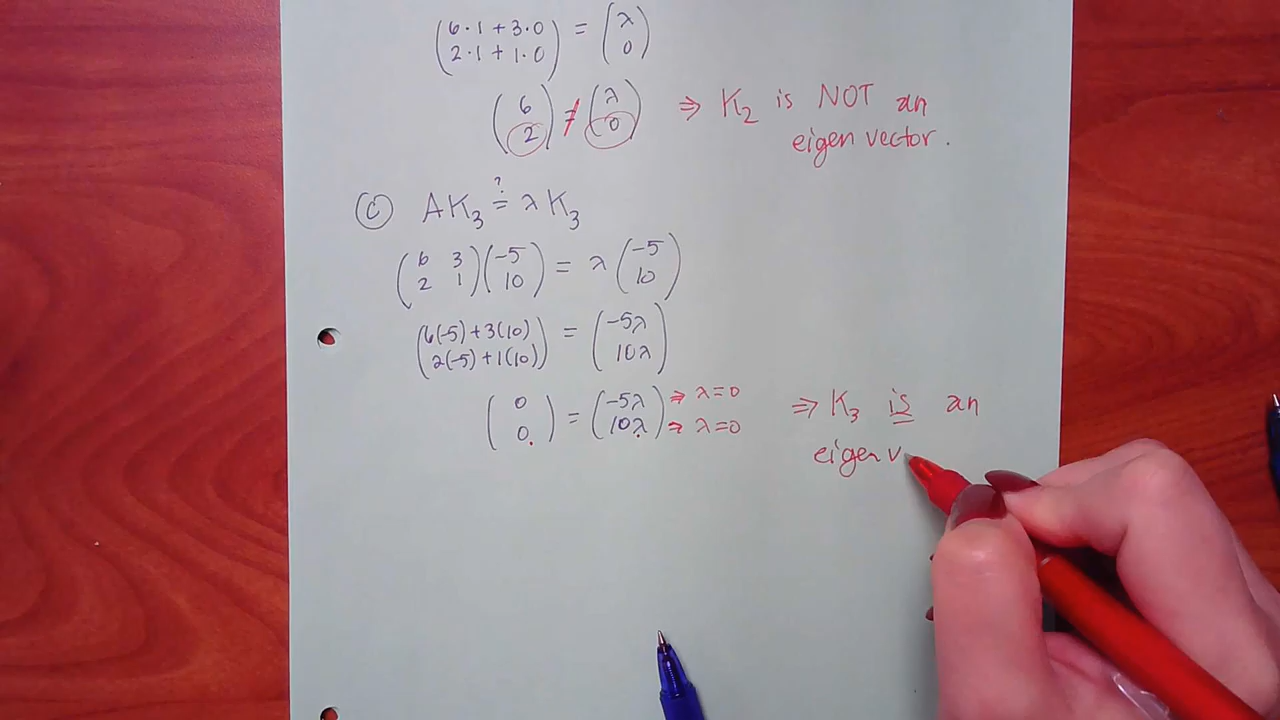 (6·1 + 3·0
2·1 + 1·0) = (λ
0)
(6
2) ≠ (λ
0) ⇒ K₂ is NOT an
eigen vector.
(c) AK₃ ≟ λK₃
(6 3
2 1)(-5
10) = λ(-5
10)
(6(-5)+3(10)
2(-5)+1(10)) = (-5λ
10λ)
(0
0) = (-5λ
10λ) ⇒ λ=0
⇒ λ=0
⇒ K₃ is an
eigen v